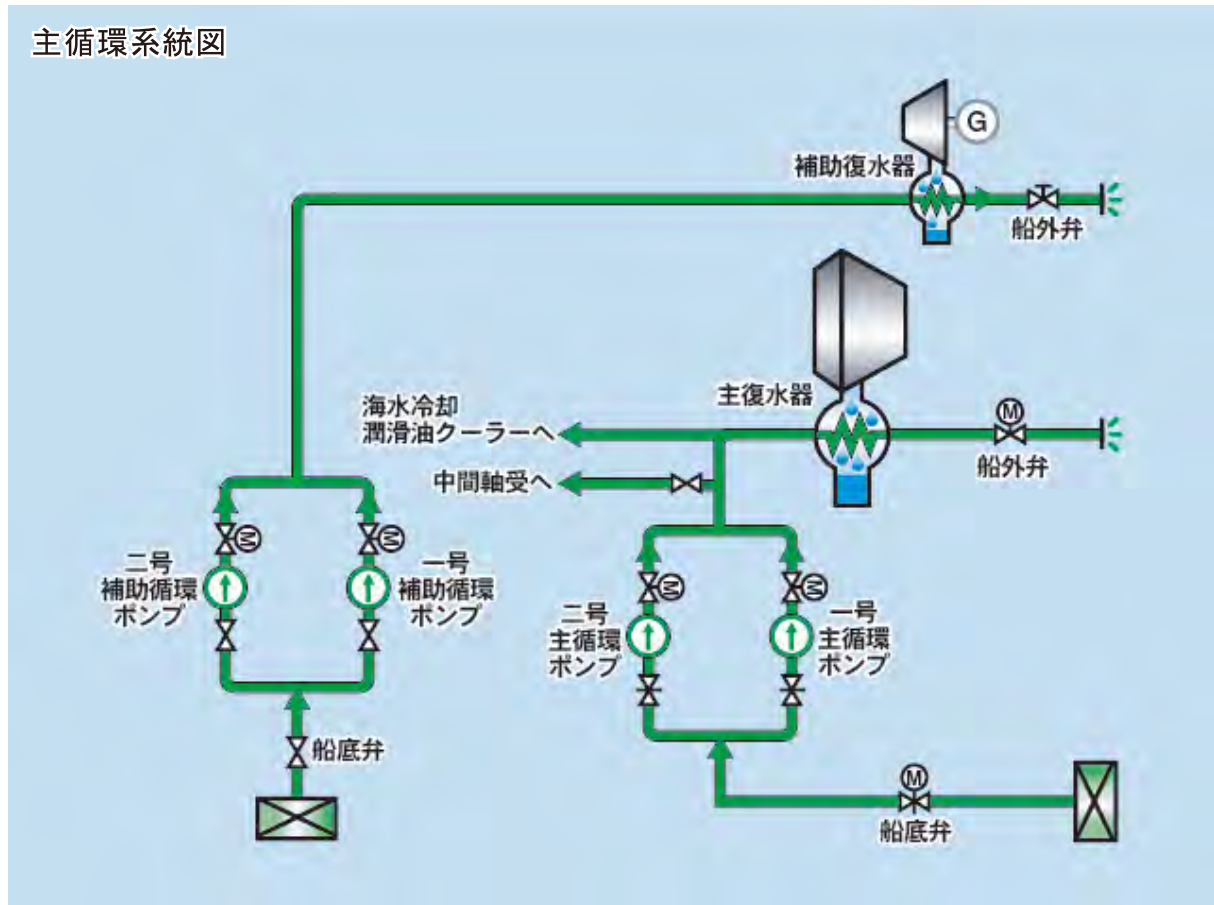 主循環系統図
G
補助復水器
船外弁
主復水器
M
船外弁
海水冷却
潤滑油クーラーへ
中間軸受へ
M
M
二号
補助循環
ポンプ
一号
補助循環
ポンプ
M
M
二号
主循環
ポンプ
一号
主循環
ポンプ
船底弁
M
船底弁